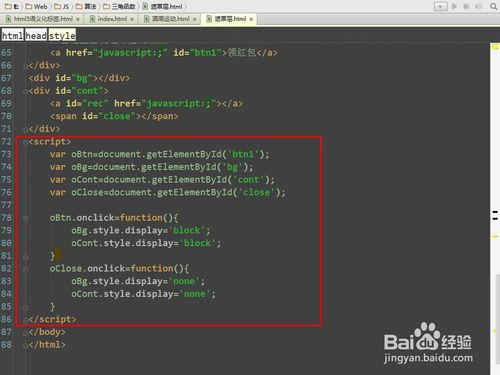 E: Web JS 算法 三角函数 遮罩层.html
html5语义化标签.html index.html 圆周运动.html 遮罩层.html
html head style
65 <a href="javascript:;" id="btn1">领红包</a>
66 </div>
67 <div id="bg"></div>
68 <div id="cont">
69 <a id="rec" href="javascript:;"></a>
70 <span id="close"></span>
71 </div>
72 <script>
73 var oBtn=document.getElementById('btn1');
74 var oBg=document.getElementById('bg');
75 var oCont=document.getElementById('cont');
76 var oClose=document.getElementById('close');
77
78 oBtn.onclick=function(){
79 oBg.style.display='block';
80 oCont.style.display='block';
81 }
82 oClose.onclick=function(){
83 oBg.style.display='none';
84 oCont.style.display='none';
85 }
86 </script>
87 </body>
88 </html>
Baidu 经验
jingyan.baidu.com